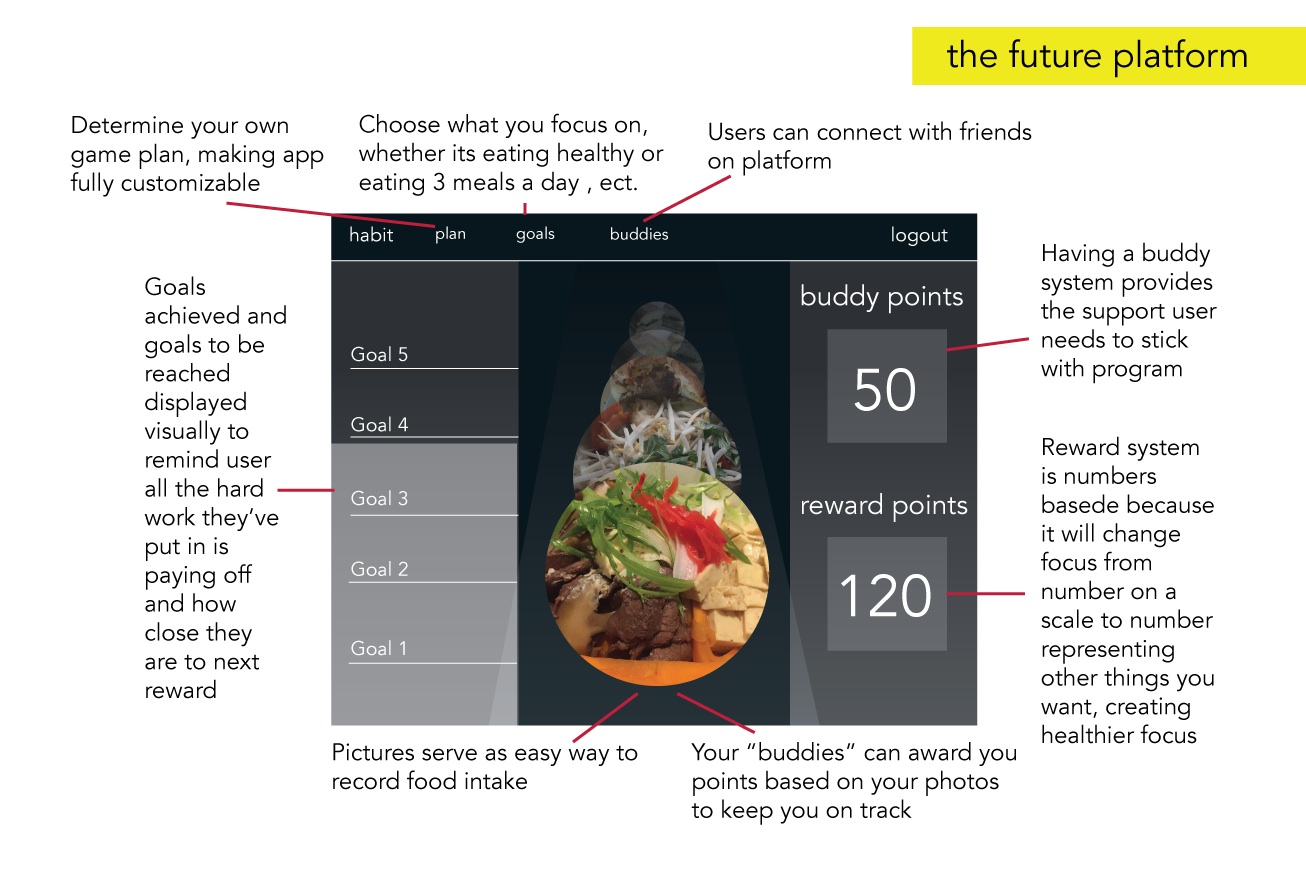 the future platform
Determine your own
game plan, making app
fully customizable
Choose what you focus on,
whether its eating healthy or
eating 3 meals a day , ect.
Users can connect with friends
on platform
habit
plan
goals
buddies
logout
Goals
achieved and
goals to be
reached
displayed
visually to
remind user
all the hard
work they’ve
put in is
paying off
and how
close they
are to next
reward
Goal 5
Goal 4
Goal 3
Goal 2
Goal 1
buddy points
50
reward points
120
Having a buddy
system provides
the support user
needs to stick
with program
Reward system
is numbers
basede because
it will change
focus from
number on a
scale to number
representing
other things you
want, creating
healthier focus
Pictures serve as easy way to
record food intake
Your “buddies” can award you
points based on your photos
to keep you on track